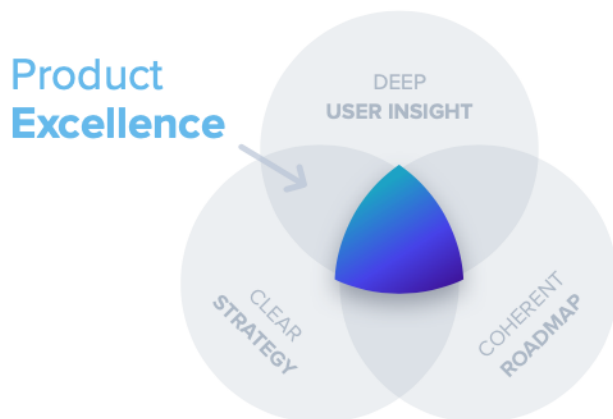 Product
Excellence
DEEP
USER INSIGHT
CLEAR
STRATEGY
COHERENT
ROADMAP